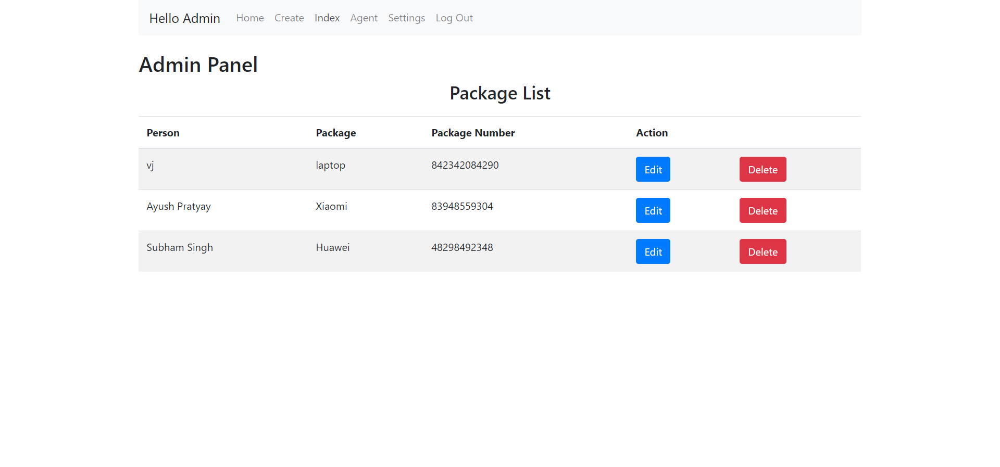 Hello Admin Home Create Index Agent Settings Log Out
Admin Panel
Package List
Person Package Package Number Action
vj laptop 842342084290 Edit Delete
Ayush Pratyay Xiaomi 83948559304 Edit Delete
Subham Singh Huawei 48298492348 Edit Delete